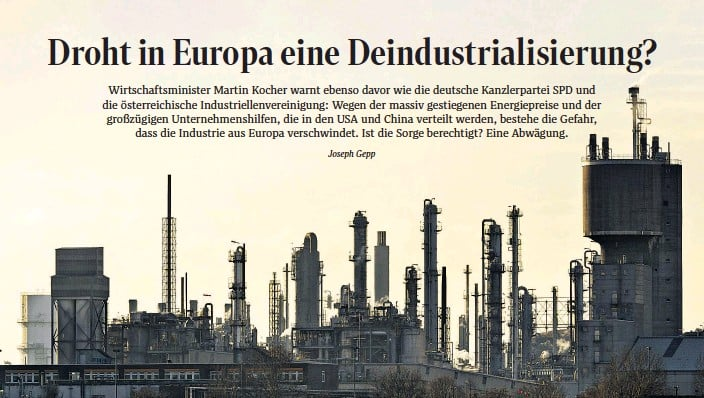 Droht in Europa eine Deindustrialisierung?
Wirtschaftsminister Martin Kocher warnt ebenso davor wie die deutsche Kanzlerpartei SPD und
die österreichische Industriellenvereinigung: Wegen der massiv gestiegenen Energiepreise und der
großzügigen Unternehmenshilfen, die in den USA und China verteilt werden, bestehe die Gefahr,
dass die Industrie aus Europa verschwindet. Ist die Sorge berechtigt? Eine Abwägung.
Joseph Gepp